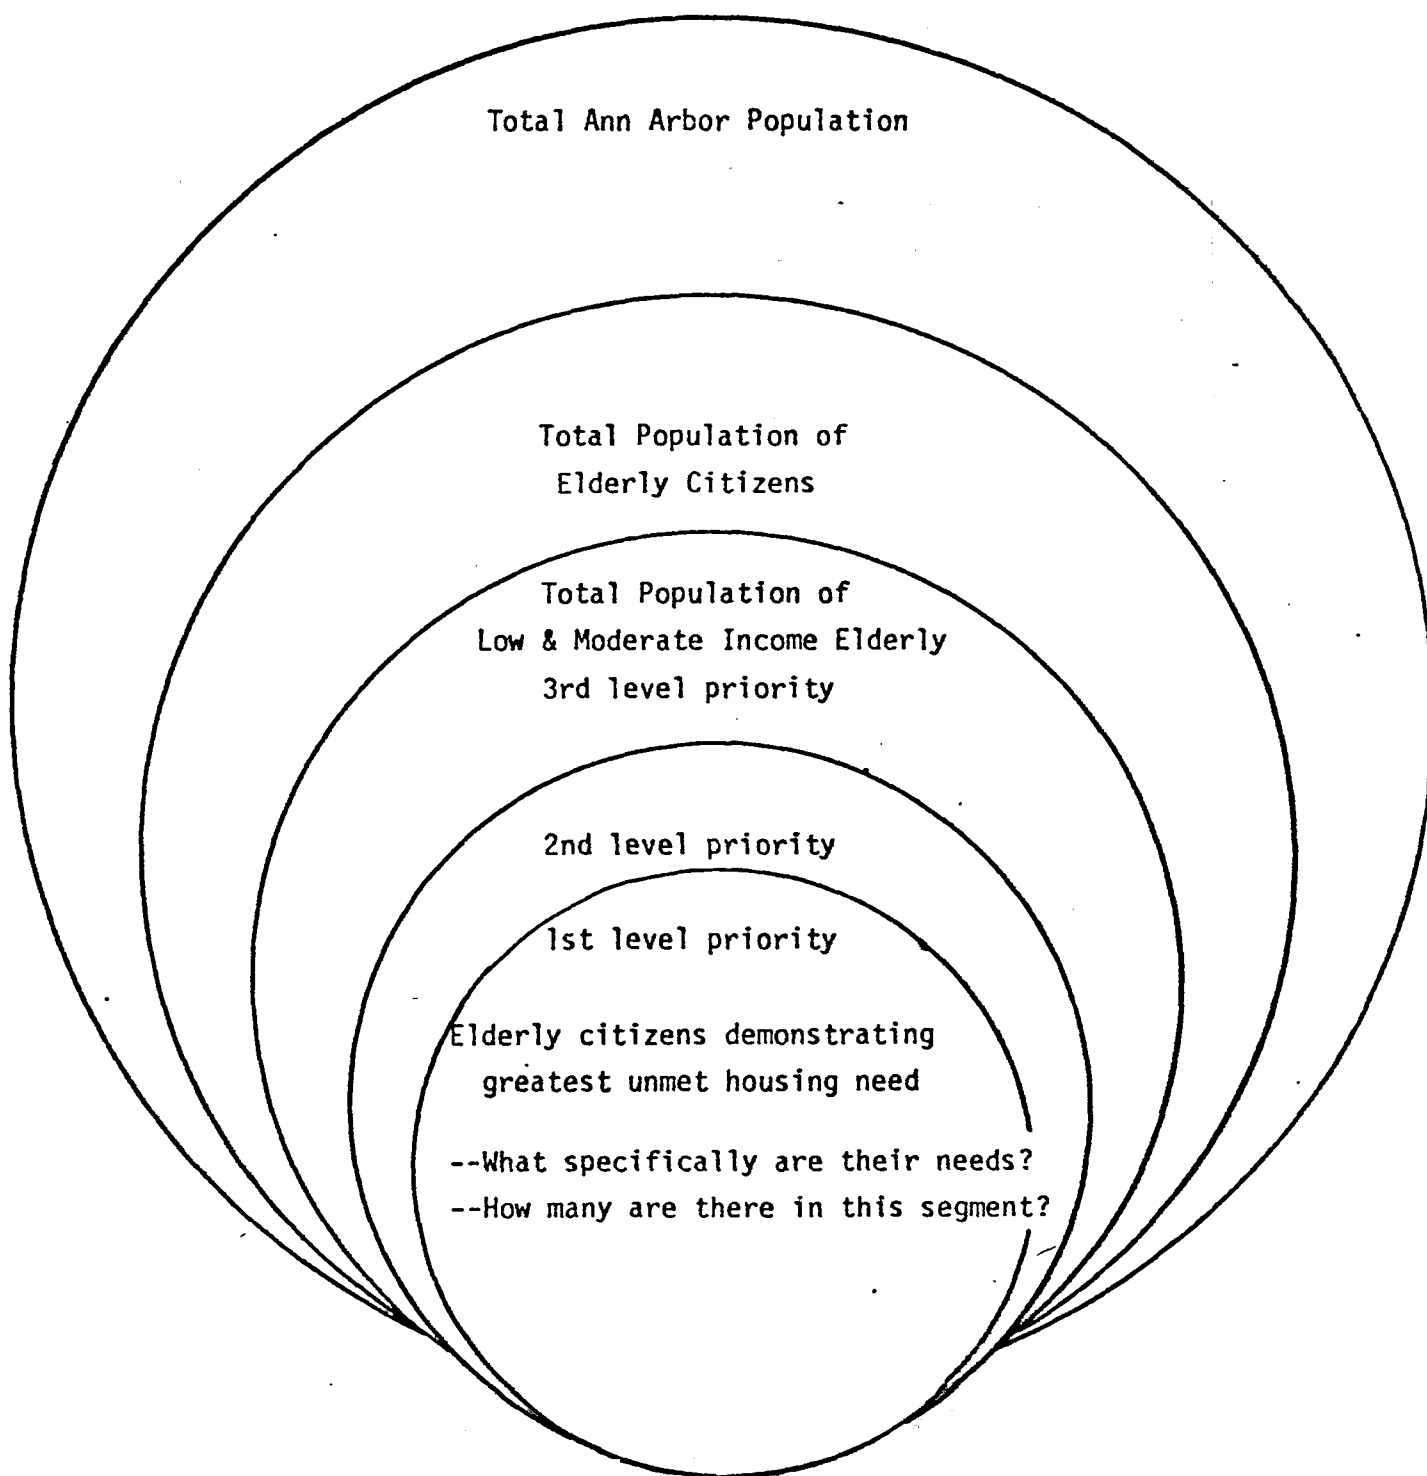 Total Ann Arbor Population
Total Population of
Elderly Citizens
Total Population of
Low & Moderate Income Elderly
3rd level priority
2nd level priority
1st level priority
Elderly citizens demonstrating
greatest unmet housing need
--What specifically are their needs?
--How many are there in this segment?